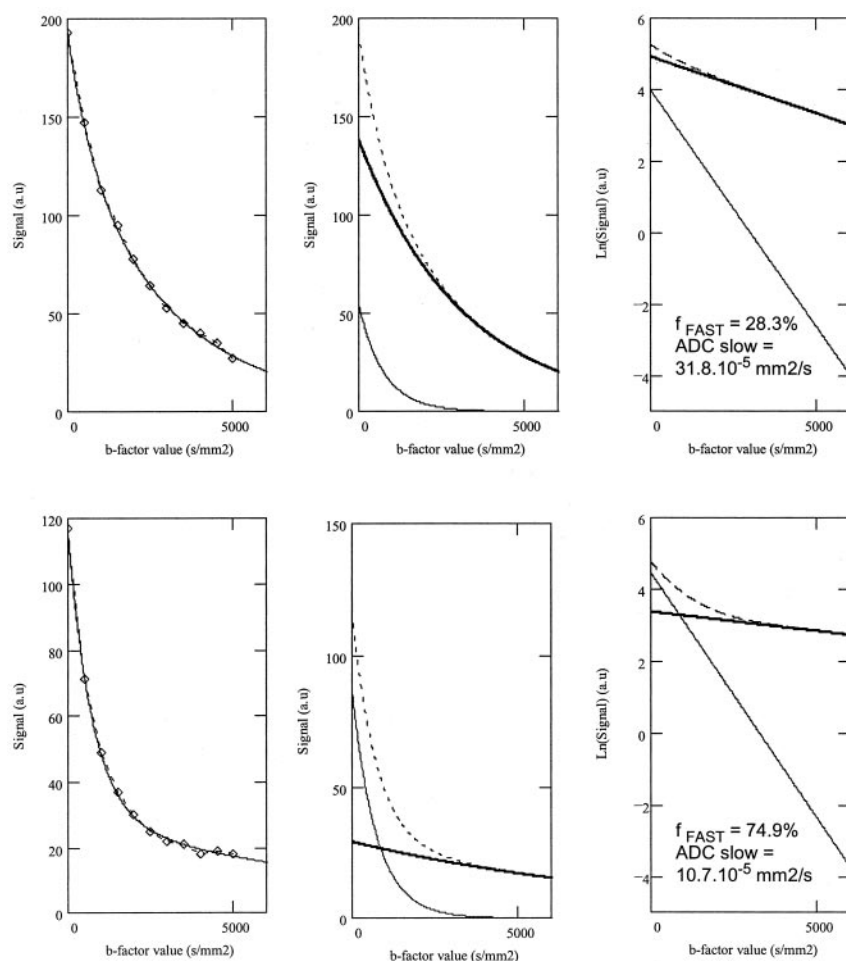 200
150
100
50
0
Signal (a.u)
0
5000
b-factor value (s/mm2)
200
150
100
50
0
Signal (a.u)
0
5000
b-factor value (s/mm2)
6
4
2
0
−2
−4
Ln(Signal) (a.u)
f FAST = 28.3%
ADC slow =
31.8.10-5 mm2/s
0
5000
b-factor value (s/mm2)
120
100
80
60
40
20
0
Signal (a.u)
0
5000
b-factor value (s/mm2)
150
100
50
0
Signal (a.u)
0
5000
b-factor value (s/mm2)
6
4
2
0
−2
−4
Ln(Signal) (a.u)
f FAST = 74.9%
ADC slow =
10.7.10-5 mm2/s
0
5000
b-factor value (s/mm2)